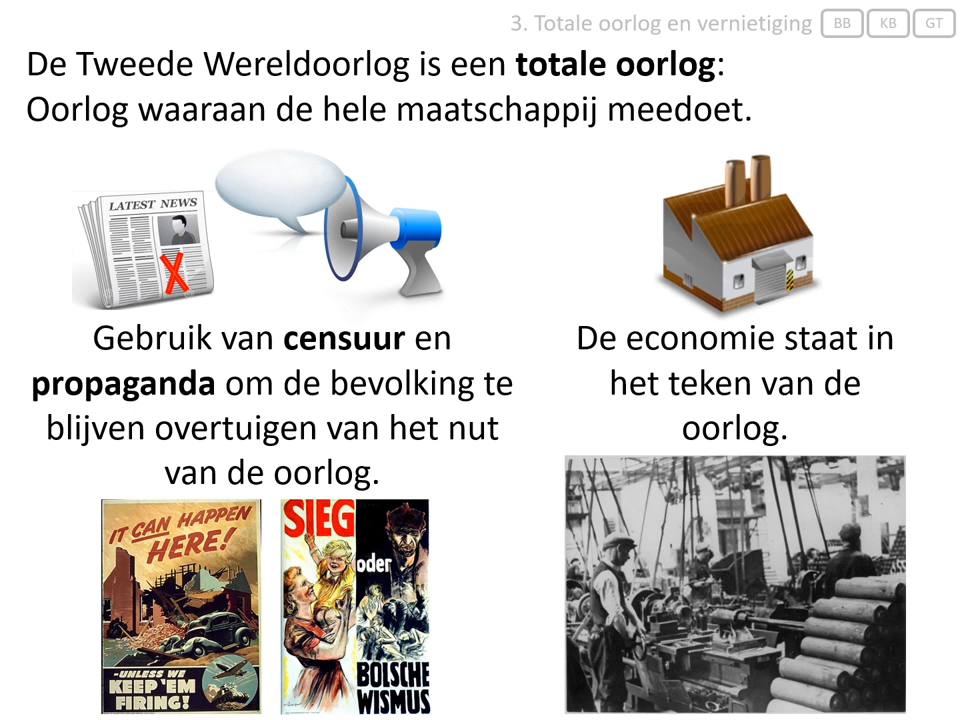 3. Totale oorlog en vernietiging BB KB GT
De Tweede Wereldoorlog is een totale oorlog:
Oorlog waaraan de hele maatschappij meedoet.
LATEST NEWS
Gebruik van censuur en
propaganda om de bevolking te
blijven overtuigen van het nut
van de oorlog.
De economie staat in
het teken van de
oorlog.
IT CAN HAPPEN
HERE!
-UNLESS WE
KEEP 'EM
FIRING!
SIEG
oder
BOLSCHE
WISMUS